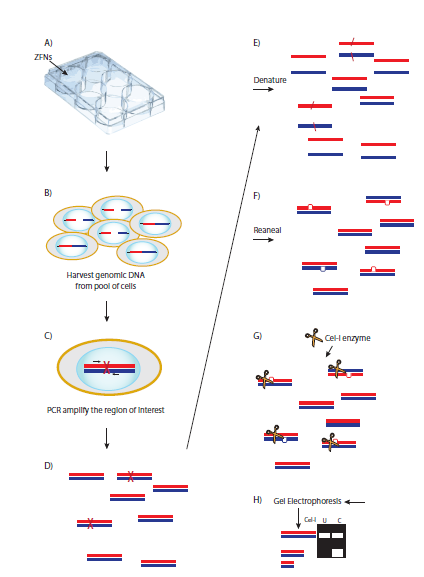 A)
ZFNs
B)
Harvest genomic DNA
from pool of cells
C)
PCR amplify the region of Interest
D)
E)
Denature
F)
Reaneal
G)
Cel-I enzyme
H)
Gel Electrophoresis
Cel-I U C